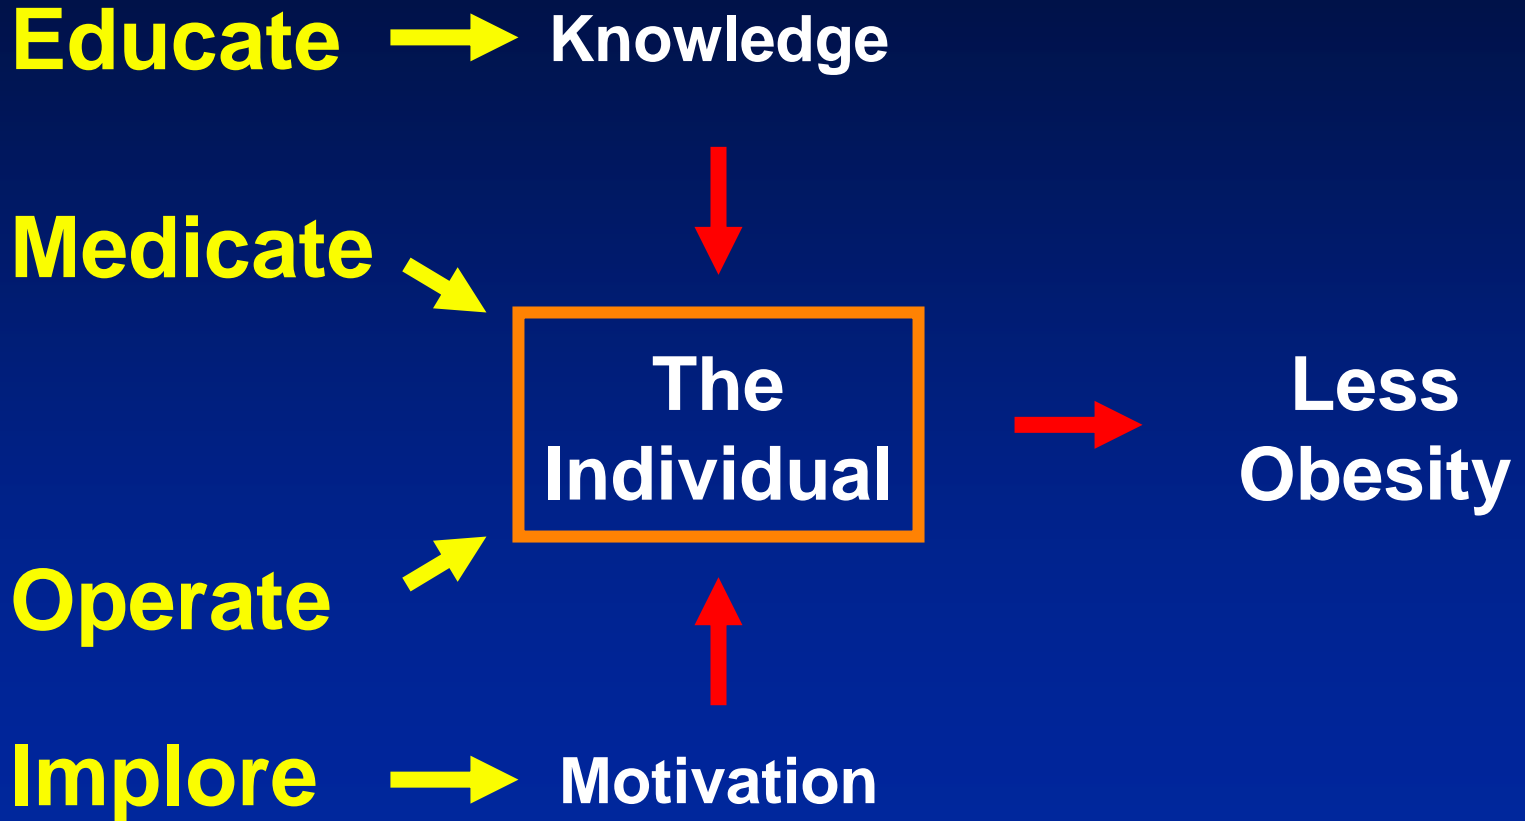 Educate
Knowledge
Medicate
The
Individual
Less
Obesity
Operate
Implore
Motivation